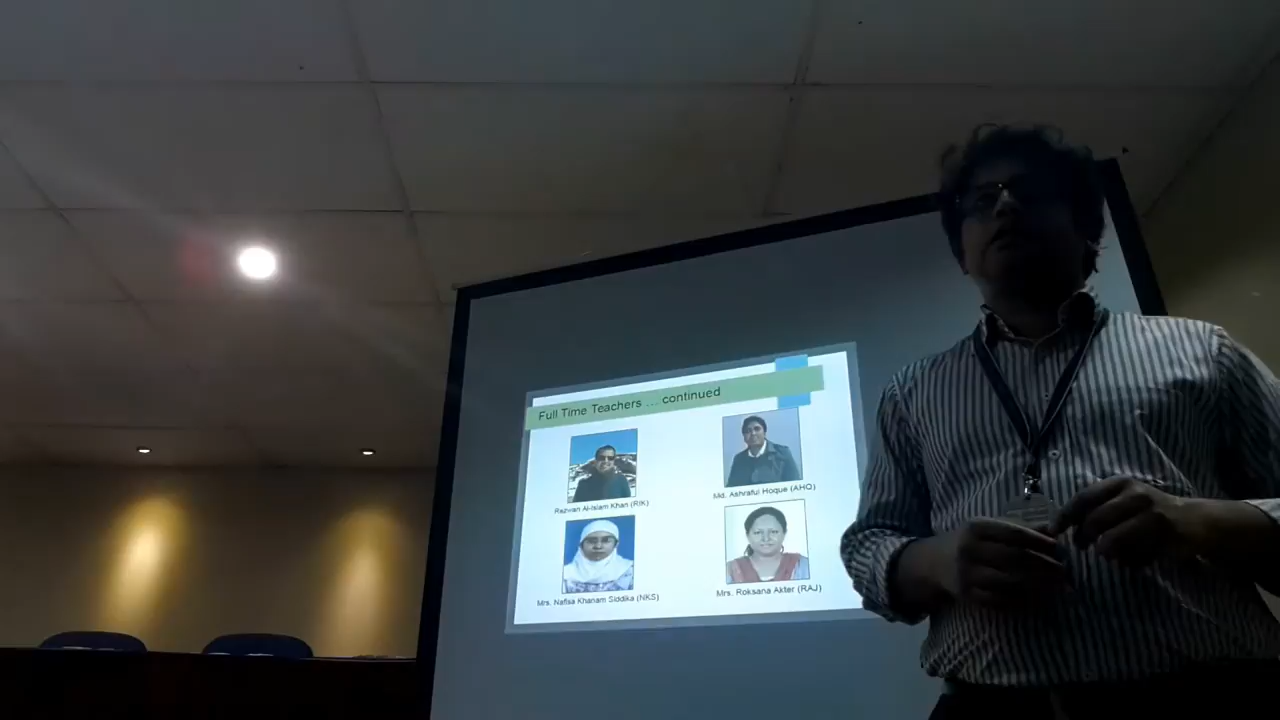 Full Time Teachers ... continued
Rezwan Al-Islam Khan (RIK)
Md. Ashraful Hoque (AHQ)
Mrs. Nafisa Khanam Siddika (NKS)
Mrs. Roksana Akter (RAJ)